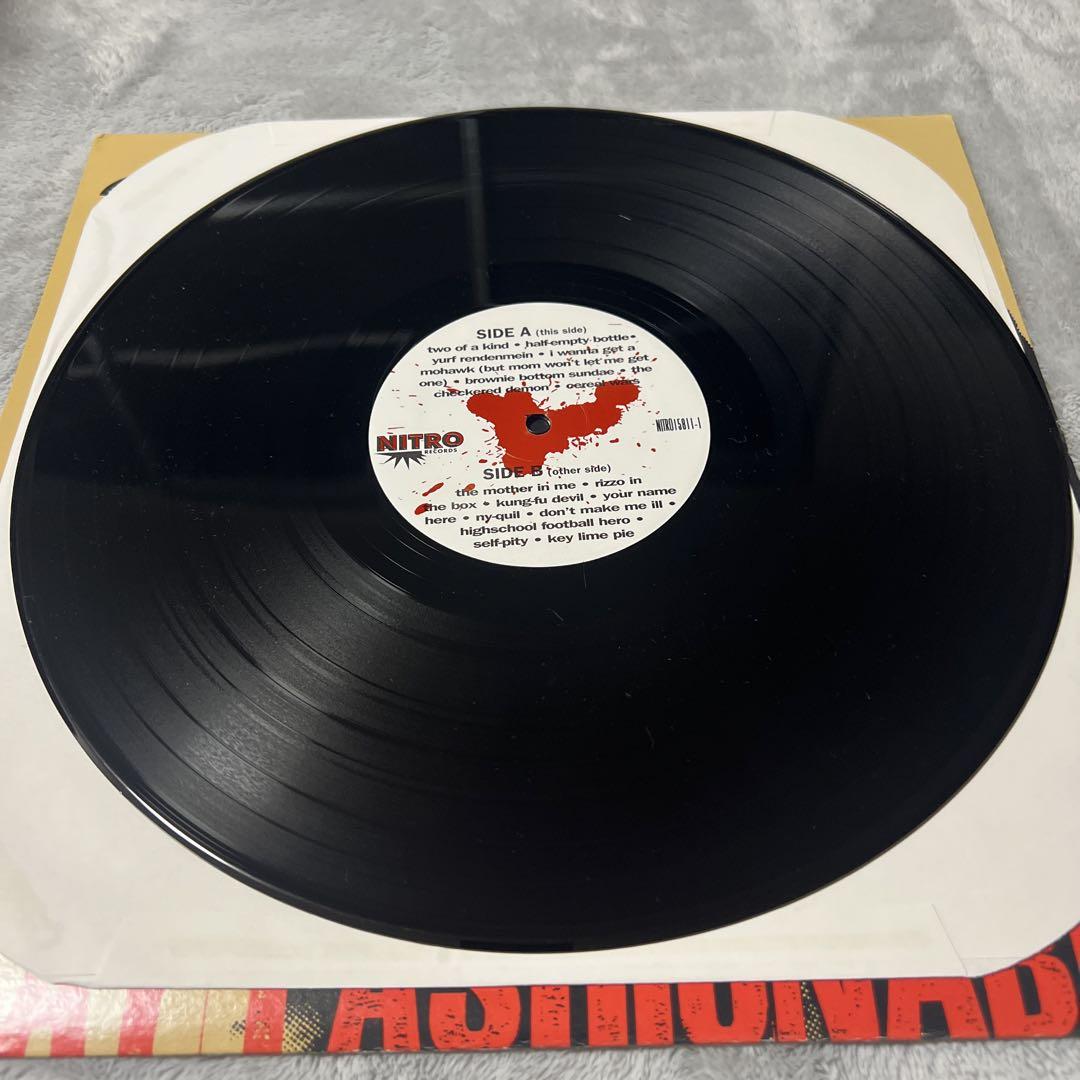 SIDE A (this side)
two of a kind • half-empty bottle •
yurf rendenmein • i wanna get a
mohawk (but mom won't let me get
one) • brownie bottom sundae • the
checkered demon • cereal wars
NITRO
RECORDS
NITRO15811-1
SIDE B (other side)
the mother in me • rizzo in
the box • kung-fu devil • your name
here • ny-quil • don't make me ill •
highschool football hero •
self-pity • key lime pie
FASHIONAB